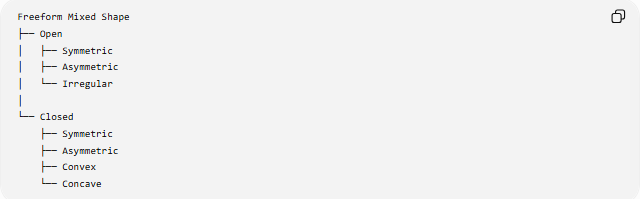 Freeform Mixed Shape
├── Open
│   ├── Symmetric
│   ├── Asymmetric
│   └── Irregular
│
└── Closed
    ├── Symmetric
    ├── Asymmetric
    ├── Convex
    └── Concave